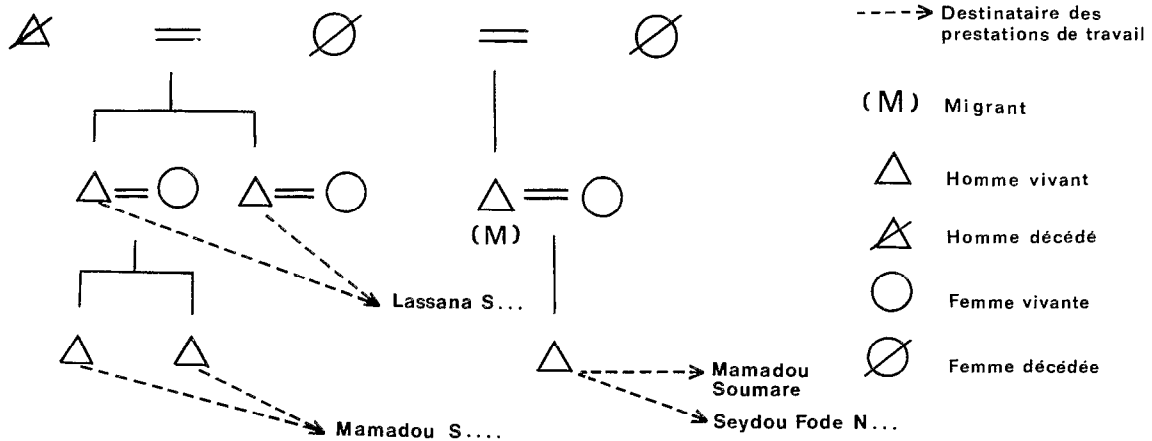 Destinataire des
prestations de travail
(M) Migrant
Homme vivant
(M)
Homme décédé
Lassana S...
Femme vivante
Femme décédée
Mamadou
Soumare
Seydou Fode N...
Mamadou S....